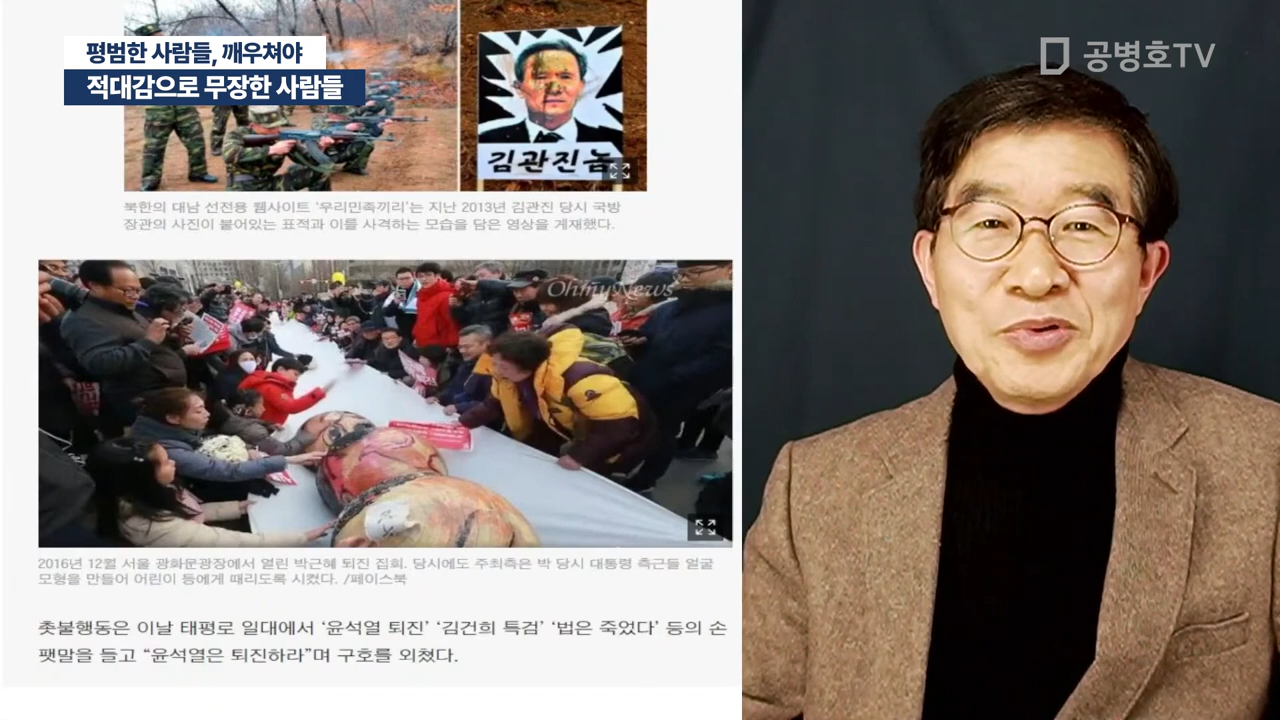 평범한 사람들, 깨우쳐야
적대감으로 무장한 사람들
공병호TV
김관진놈
북한의 대남 선전용 웹사이트 '우리민족끼리'는 지난 2013년 김관진 당시 국방
장관의 사진이 붙어있는 표적과 이를 사격하는 모습을 담은 영상을 게재했다.
OhmyNews
2016년 12월 서울 광화문광장에서 열린 박근혜 퇴진 집회. 당시에도 주최측은 박 당시 대통령 측근들 얼굴
모형을 만들어 어린이 등에게 때리도록 시켰다. /페이스북
촛불행동은 이날 태평로 일대에서 ‘윤석열 퇴진’ ‘김건희 특검’ ‘법은 죽었다’ 등의 손
팻말을 들고 “윤석열은 퇴진하라”며 구호를 외쳤다.